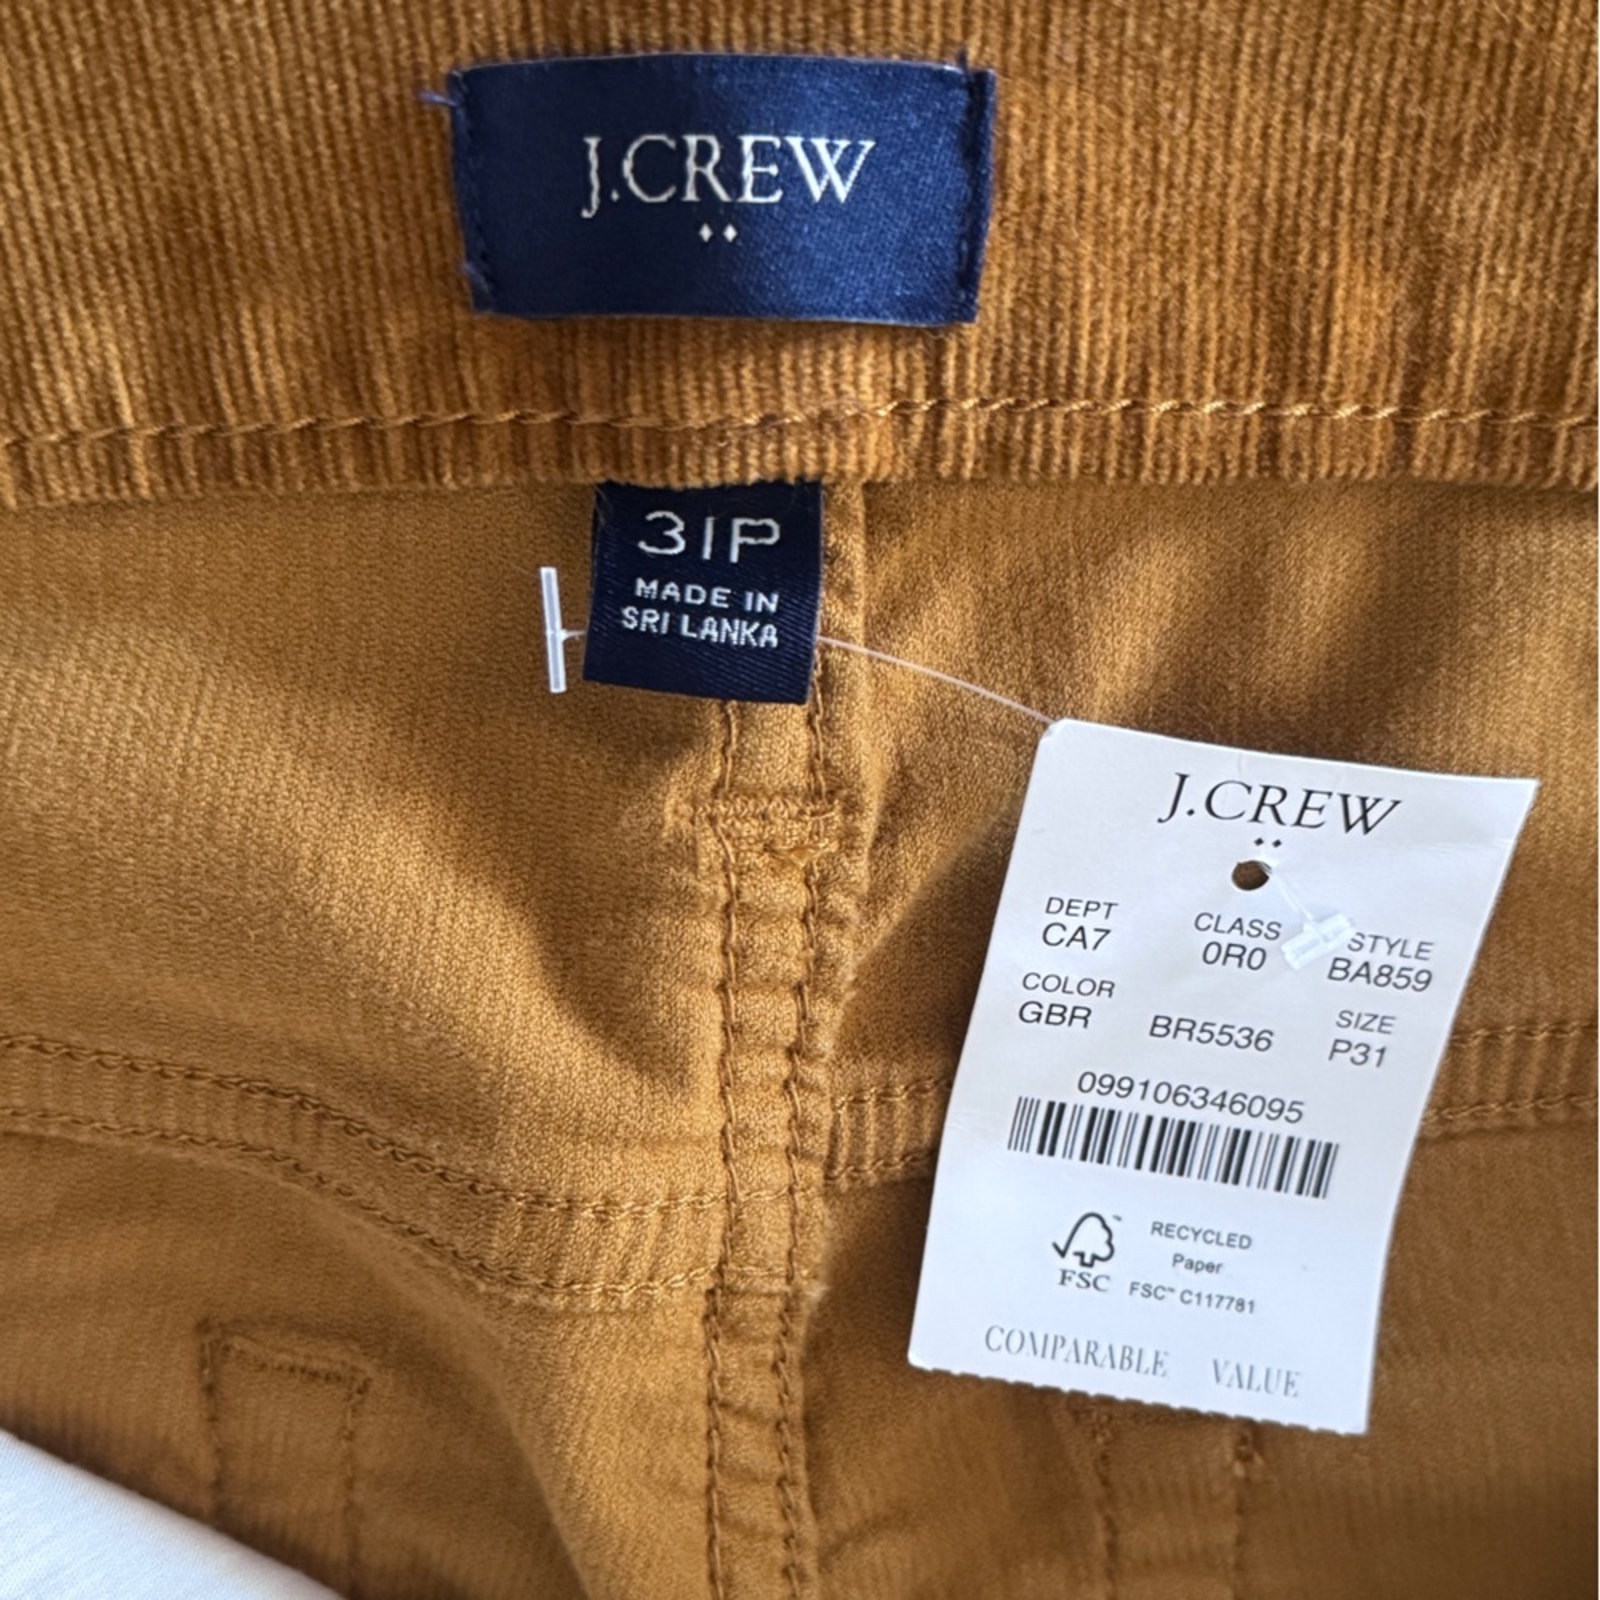 J.CREW
31P
MADE IN
SRI LANKA
J.CREW
DEPT CLASS STYLE
CA7 0R0 BA859
COLOR SIZE
GBR BR5536 P31
099106346095
RECYCLED
Paper
FSC FSC™ C117781
COMPARABLE VALUE